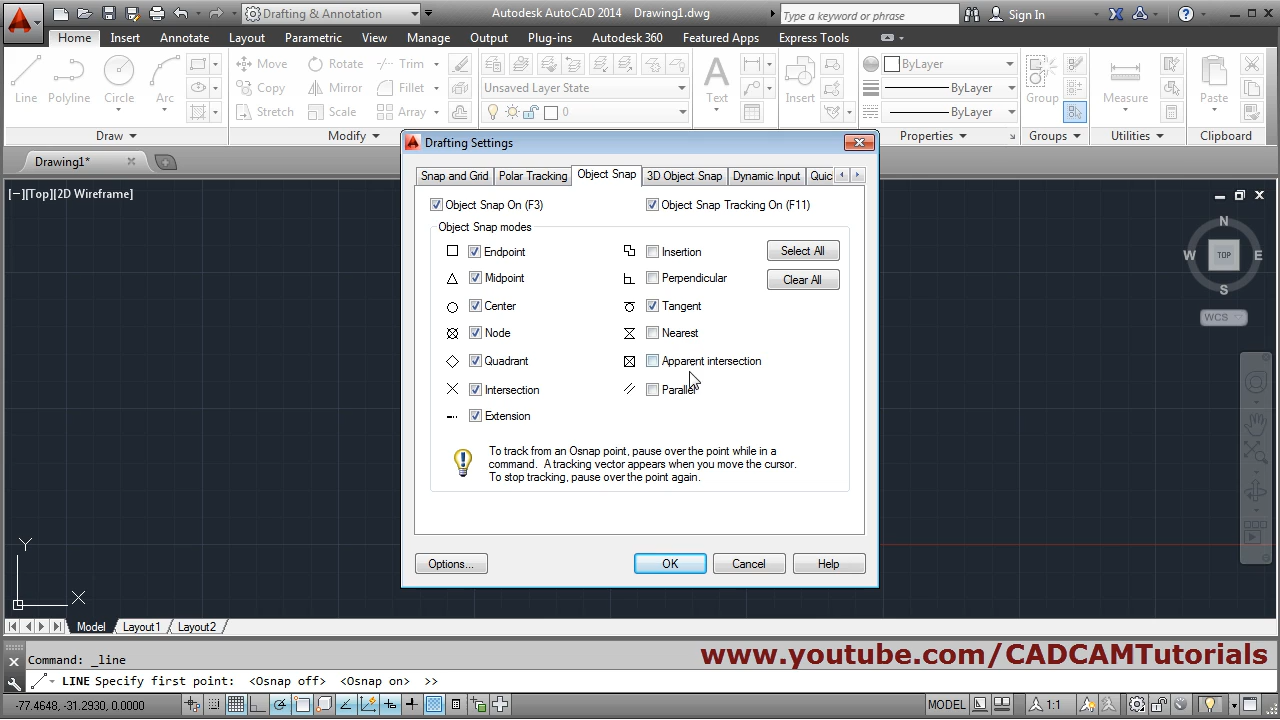 Drafting & Annotation
Autodesk AutoCAD 2014 Drawing1.dwg
Type a keyword or phrase
Sign In
Home Insert Annotate Layout Parametric View Manage Output Plug-ins Autodesk 360 Featured Apps Express Tools
Line Polyline Circle Arc
Move Rotate Trim
Copy Mirror Fillet
Stretch Scale Array
Unsaved Layer State
0
Text
Insert
ByLayer
ByLayer
ByLayer
Group
Measure
Paste
Draw Modify Properties Groups Utilities Clipboard
Drawing1*
[−][Top][2D Wireframe]
N
W TOP E
S
WCS
Drafting Settings
Snap and Grid Polar Tracking Object Snap 3D Object Snap Dynamic Input Quic
Object Snap On (F3) Object Snap Tracking On (F11)
Object Snap modes
Endpoint Insertion Select All
Midpoint Perpendicular Clear All
Center Tangent
Node Nearest
Quadrant Apparent intersection
Intersection Parallel
Extension
To track from an Osnap point, pause over the point while in a
command. A tracking vector appears when you move the cursor.
To stop tracking, pause over the point again.
Options... OK Cancel Help
Y
X
Model Layout1 Layout2
Command: _line
LINE Specify first point: <Osnap off> <Osnap on> >>
www.youtube.com/CADCAMTutorials
-77.4648, -31.2930, 0.0000
MODEL
1:1